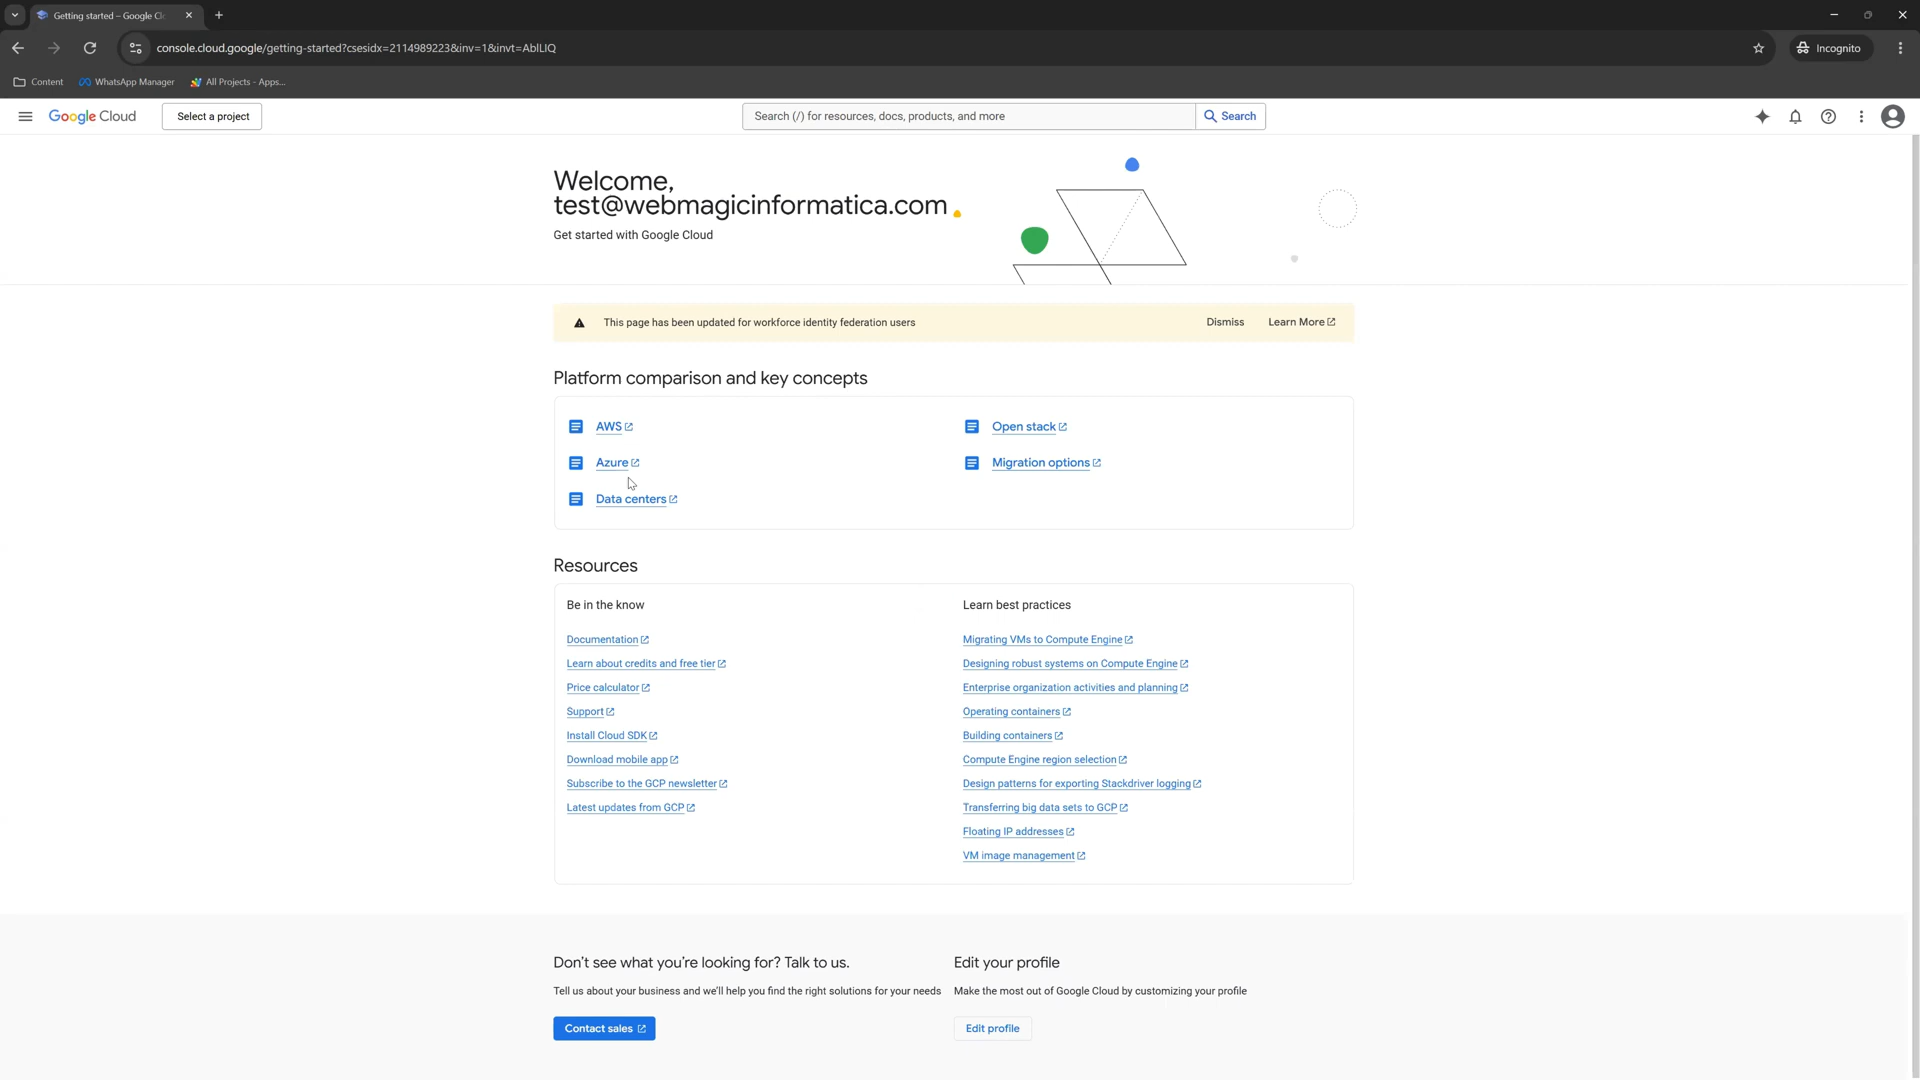 Getting started – Google Cl
console.cloud.google/getting-started?csesidx=2114989223&inv=1&invt=AblLIQ
Incognito
Content
WhatsApp Manager
All Projects - Apps...
Google Cloud
Select a project
Search (/) for resources, docs, products, and more
Search
Welcome,
test@webmagicinformatica.com
Get started with Google Cloud
This page has been updated for workforce identity federation users
Dismiss
Learn More
Platform comparison and key concepts
AWS
Open stack
Azure
Migration options
Data centers
Resources
Be in the know
Documentation
Learn about credits and free tier
Price calculator
Support
Install Cloud SDK
Download mobile app
Subscribe to the GCP newsletter
Latest updates from GCP
Learn best practices
Migrating VMs to Compute Engine
Designing robust systems on Compute Engine
Enterprise organization activities and planning
Operating containers
Building containers
Compute Engine region selection
Design patterns for exporting Stackdriver logging
Transferring big data sets to GCP
Floating IP addresses
VM image management
Don't see what you're looking for? Talk to us.
Tell us about your business and we'll help you find the right solutions for your needs
Contact sales
Edit your profile
Make the most out of Google Cloud by customizing your profile
Edit profile